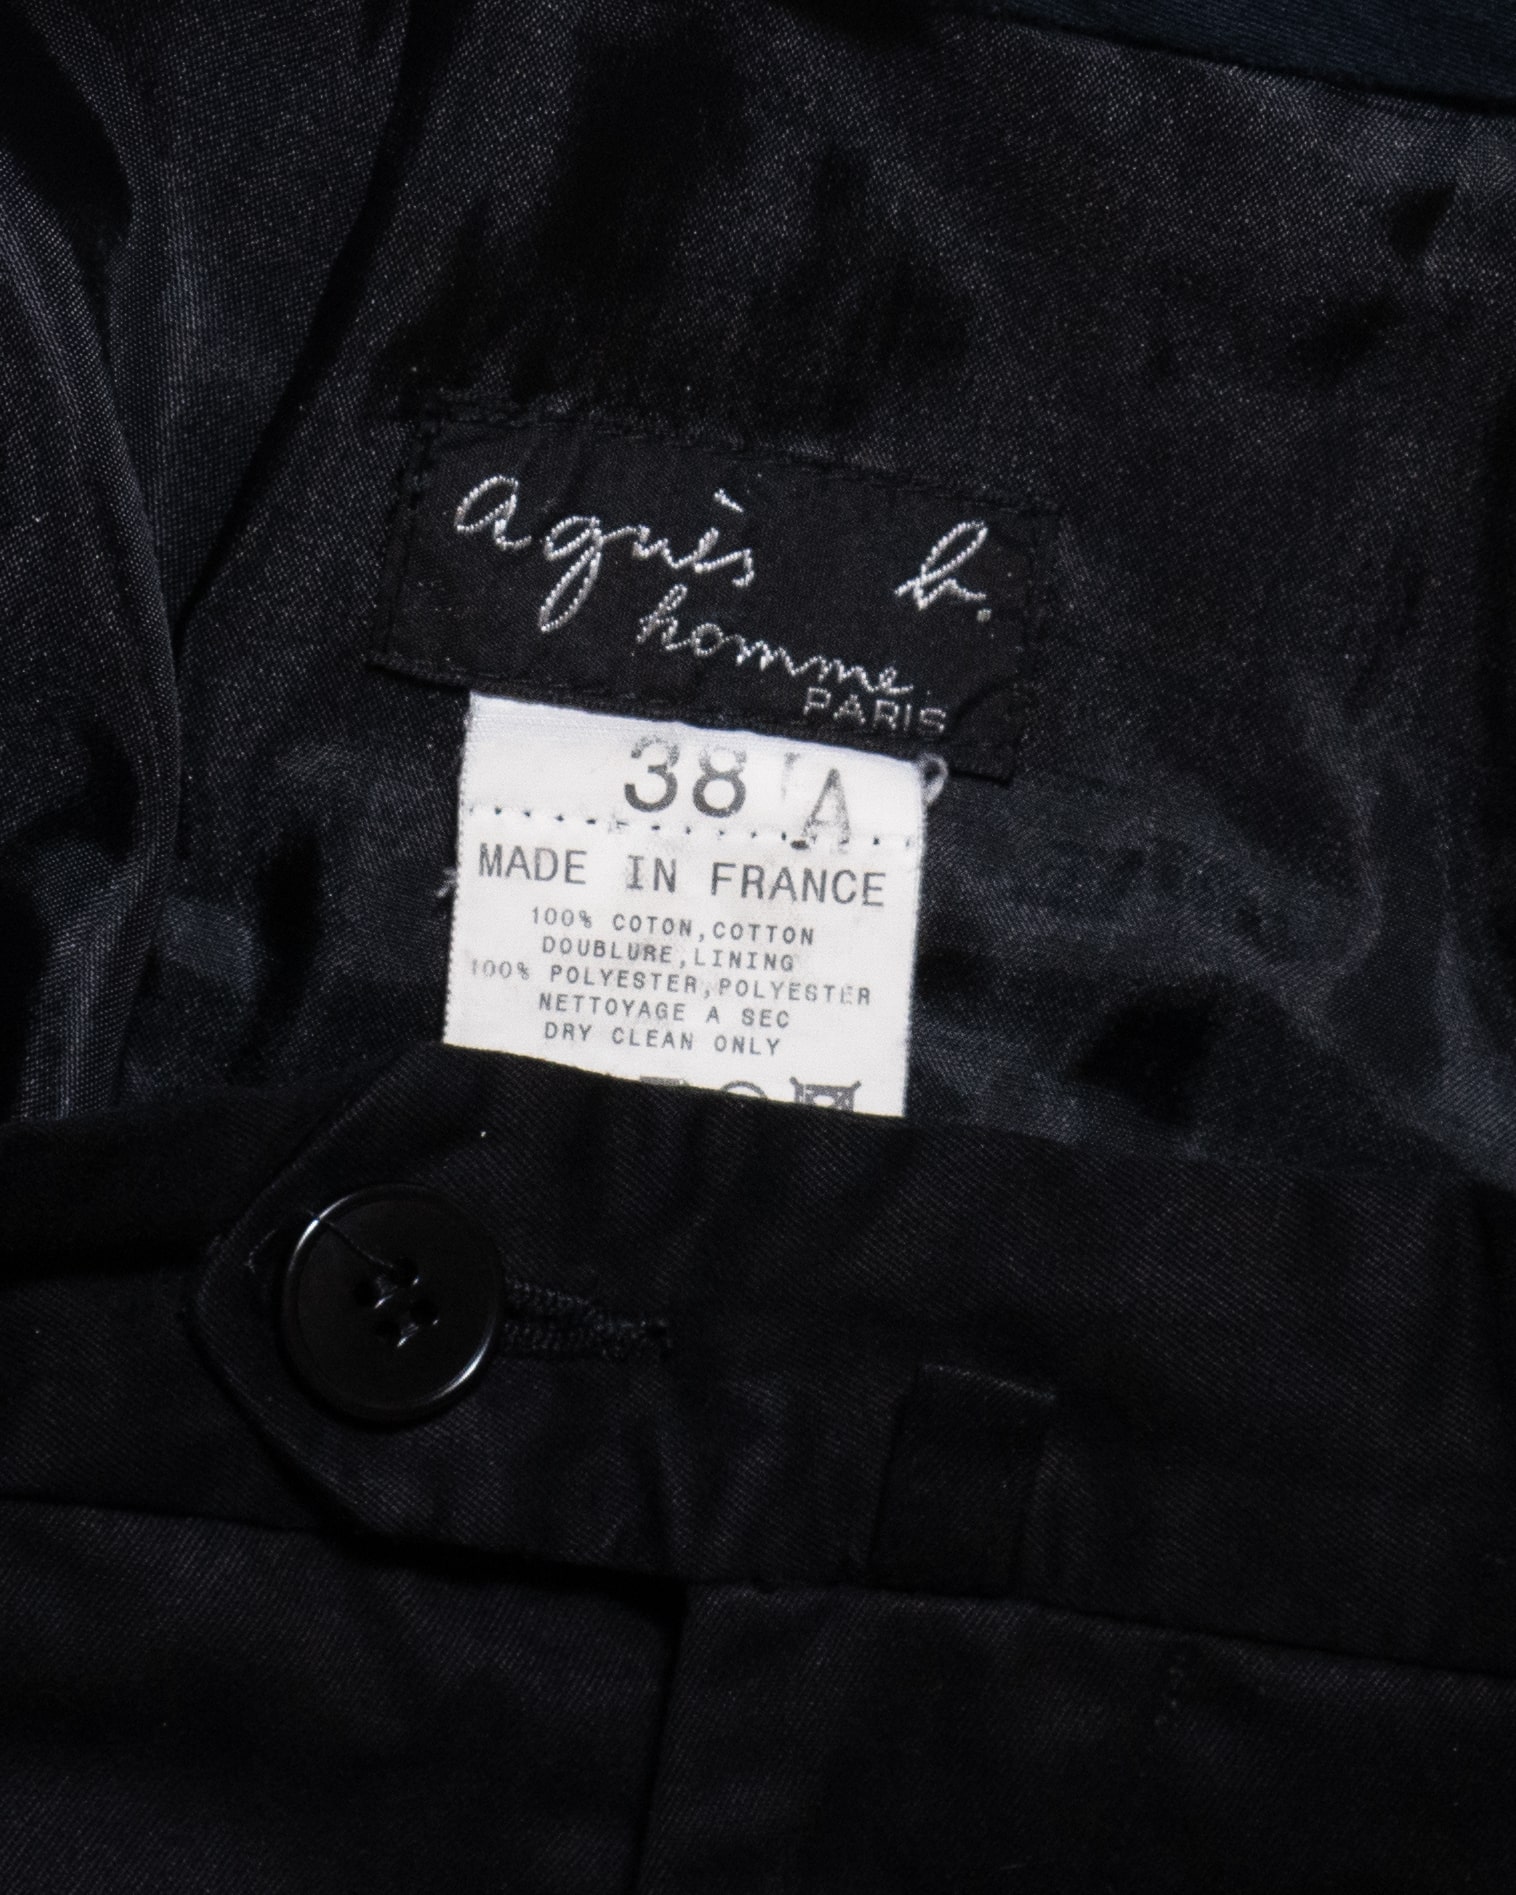 agnès b.
homme
PARIS
38 A
MADE IN FRANCE
100% COTON,COTTON
DOUBLURE,LINING
100% POLYESTER,POLYESTER
NETTOYAGE A SEC
DRY CLEAN ONLY